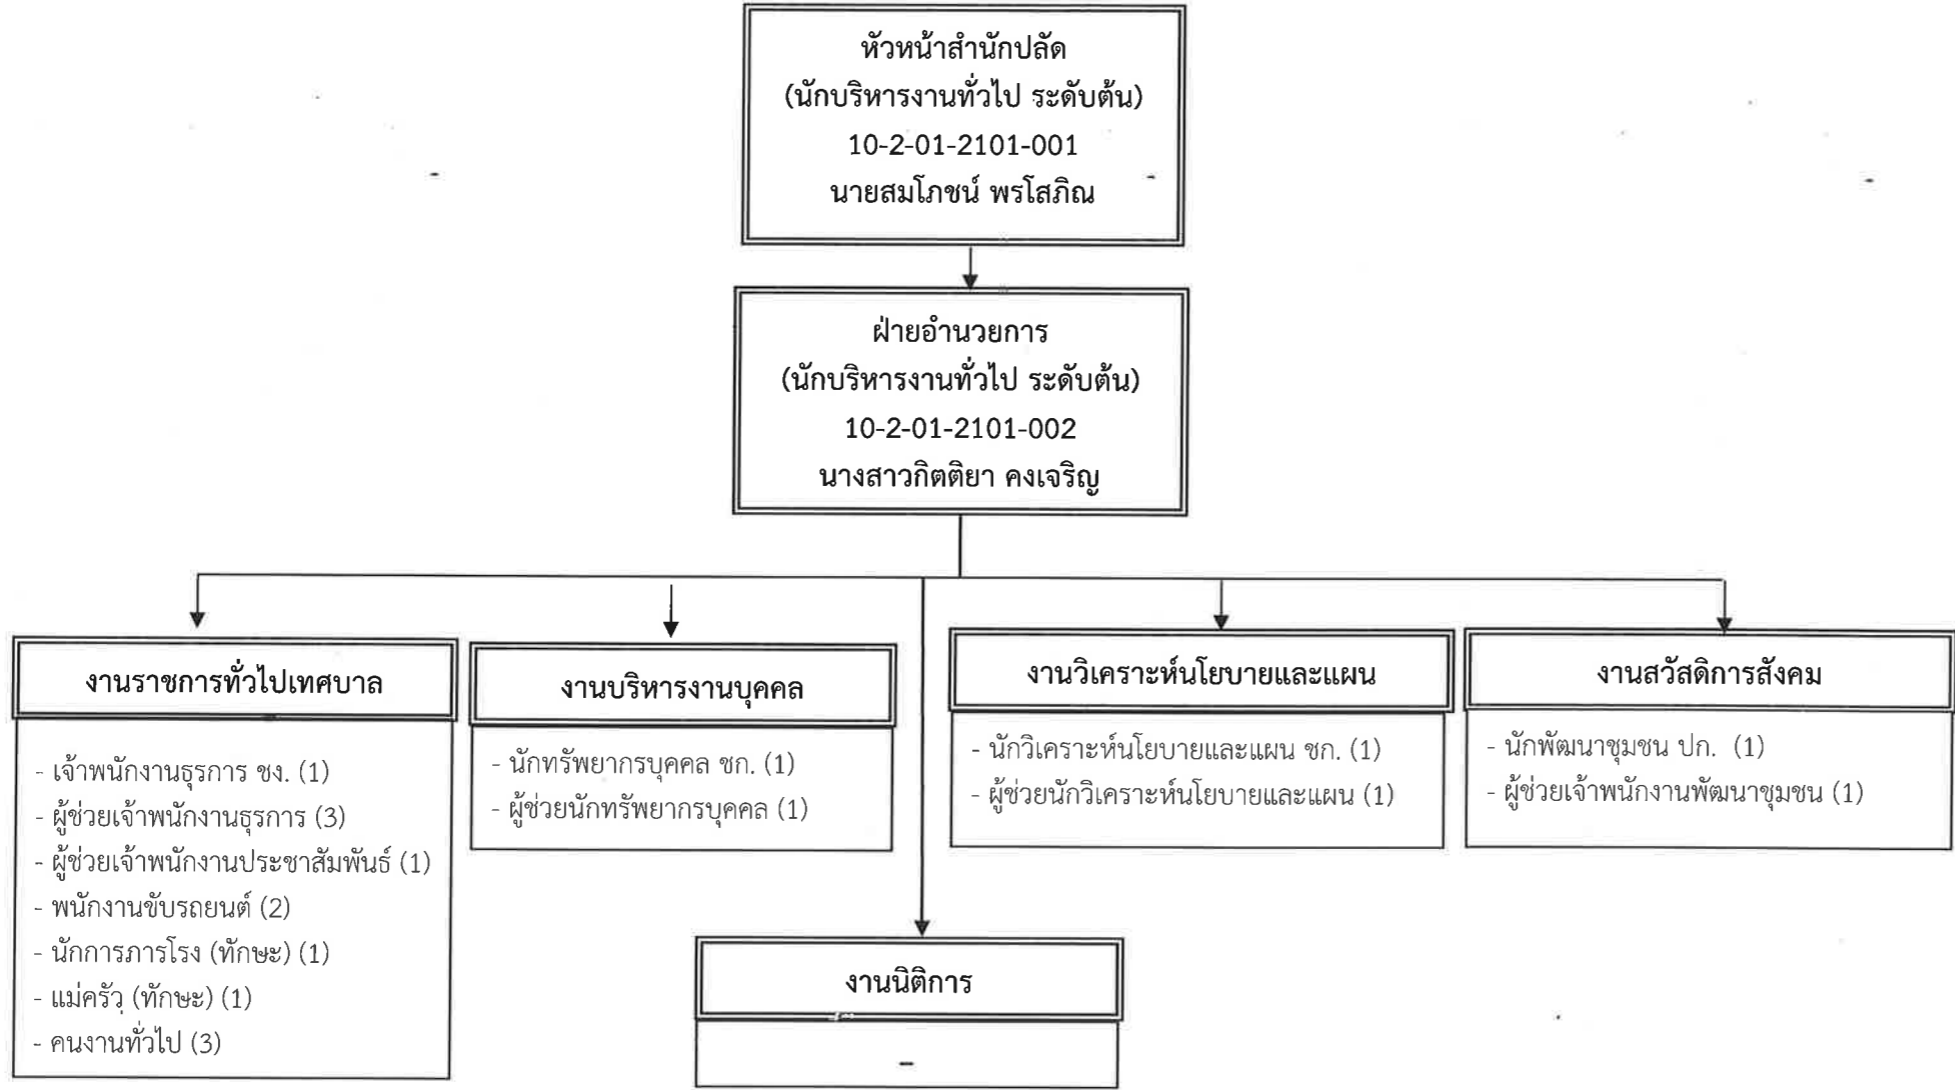 หัวหน้าสำนักปลัด
(นักบริหารงานทั่วไป ระดับต้น)
10-2-01-2101-001
นายสมโภชน์ พรโสภิณ
ฝ่ายอำนวยการ
(นักบริหารงานทั่วไป ระดับต้น)
10-2-01-2101-002
นางสาวกิตติยา คงเจริญ
งานราชการทั่วไปเทศบาล
- เจ้าพนักงานธุรการ ชง. (1)
- ผู้ช่วยเจ้าพนักงานธุรการ (3)
- ผู้ช่วยเจ้าพนักงานประชาสัมพันธ์ (1)
- พนักงานขับรถยนต์ (2)
- นักการภารโรง (ทักษะ) (1)
- แม่ครัว (ทักษะ) (1)
- คนงานทั่วไป (3)
งานบริหารงานบุคคล
- นักทรัพยากรบุคคล ชก. (1)
- ผู้ช่วยนักทรัพยากรบุคคล (1)
งานวิเคราะห์นโยบายและแผน
- นักวิเคราะห์นโยบายและแผน ชก. (1)
- ผู้ช่วยนักวิเคราะห์นโยบายและแผน (1)
งานสวัสดิการสังคม
- นักพัฒนาชุมชน ปก. (1)
- ผู้ช่วยเจ้าพนักงานพัฒนาชุมชน (1)
งานนิติการ
-